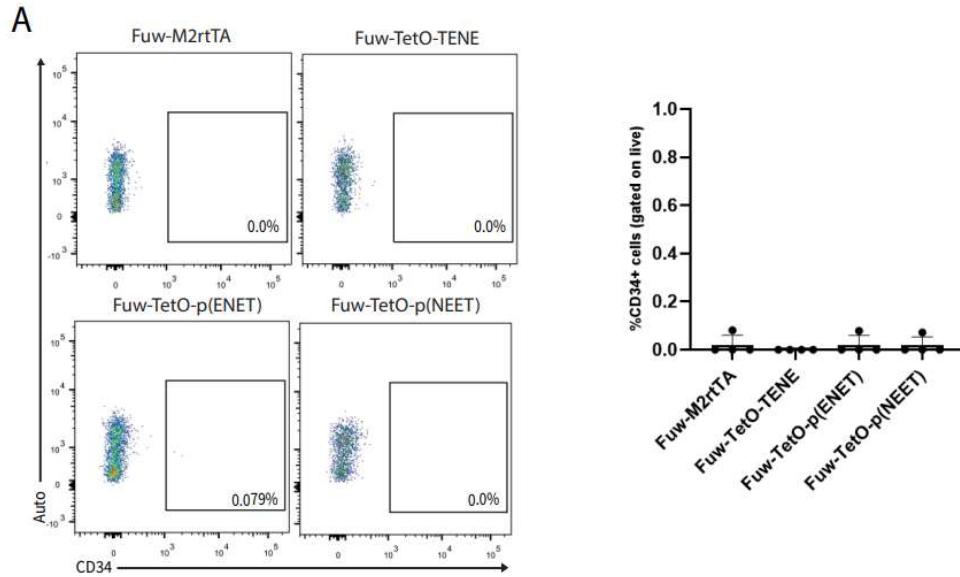 A
Fuw-M2rtTA
Fuw-TetO-TENE
10^5
10^4
10^3
0
-10^3
0.0%
0.0%
0 10^3 10^4 10^5
0 10^3 10^4 10^5
Fuw-TetO-p(ENET)
Fuw-TetO-p(NEET)
10^5
10^4
10^3
0
-10^3
0.079%
0.0%
0 10^3 10^4 10^5
0 10^3 10^4 10^5
Auto
CD34
%CD34+ cells (gated on live)
1.0
0.8
0.6
0.4
0.2
0.0
Fuw-M2rtTA
Fuw-TetO-TENE
Fuw-TetO-p(ENET)
Fuw-TetO-p(NEET)